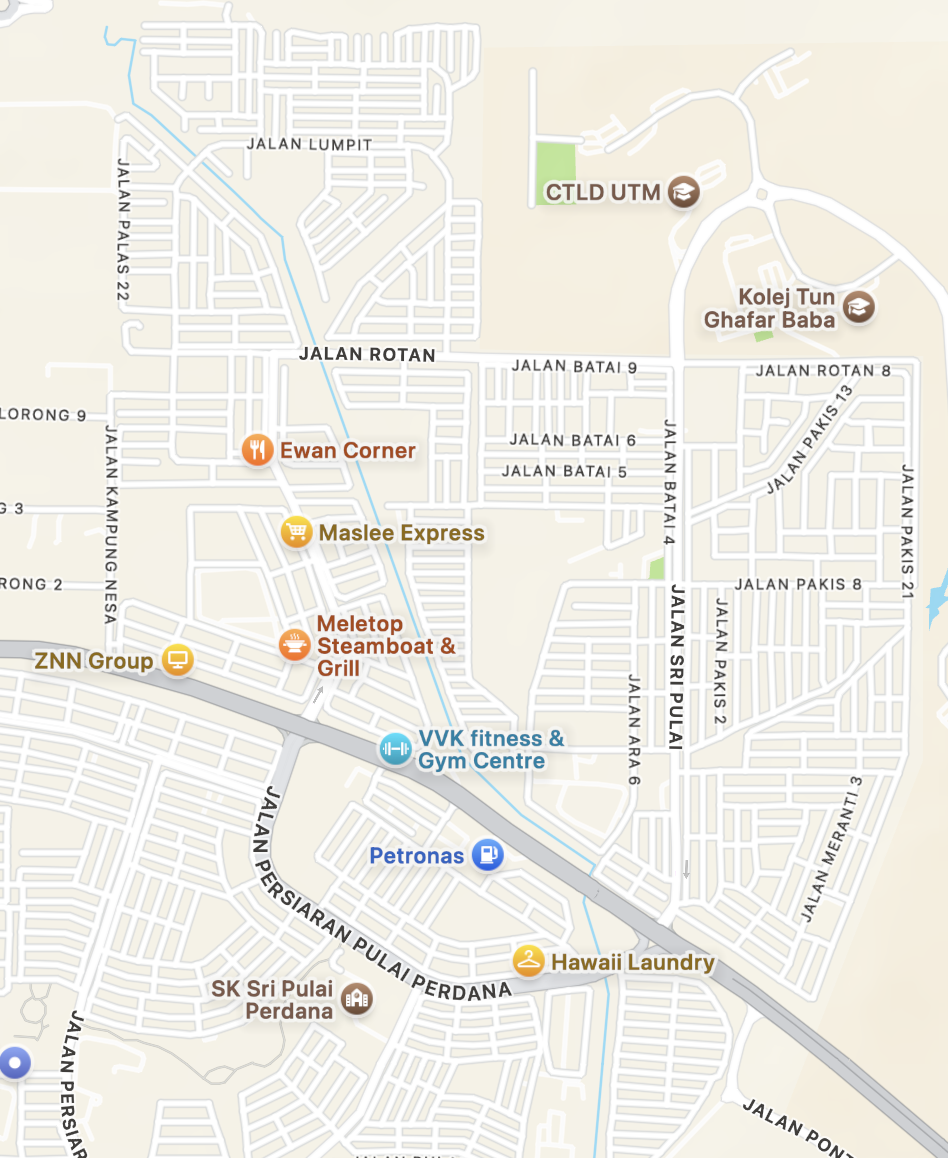 JALAN LUMPIT
CTLD UTM
JALAN PALAS 22
Kolej Tun
Ghafar Baba
JALAN ROTAN
JALAN BATAI 9
JALAN ROTAN 8
LORONG 9
JALAN PAKIS 13
JALAN KAMPUNG NESA
Ewan Corner
JALAN BATAI 6
JALAN BATAI 4
JALAN BATAI 5
JALAN PAKIS 21
G 3
Maslee Express
RONG 2
JALAN PAKIS 8
JALAN SRI PULAI
JALAN PAKIS 2
Meletop
Steamboat &
Grill
ZNN Group
JALAN ARA 6
VVK fitness &
Gym Centre
JALAN MERANTI 3
JALAN PERSIARAN PULAI PERDANA
Petronas
Hawaii Laundry
SK Sri Pulai
Perdana
JALAN PERSIAR
JALAN PONT